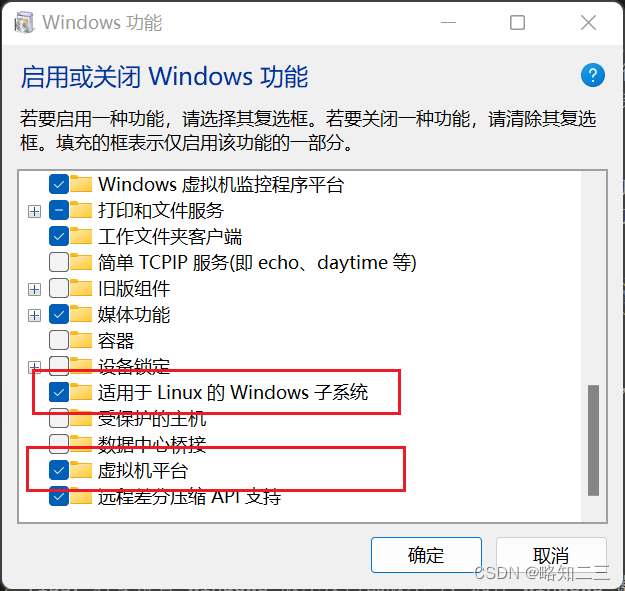 Windows 功能
启用或关闭 Windows 功能
?
若要启用一种功能，请选择其复选框。若要关闭一种功能，请清除其复选
框。填充的框表示仅启用该功能的一部分。
Windows 虚拟机监控程序平台
打印和文件服务
工作文件夹客户端
简单 TCPIP 服务(即 echo、daytime 等)
旧版组件
媒体功能
容器
设备锁定
适用于 Linux 的 Windows 子系统
受保护的主机
数据中心桥接
虚拟机平台
远程差分压缩 API 支持
确定
取消
CSDN @略知二三